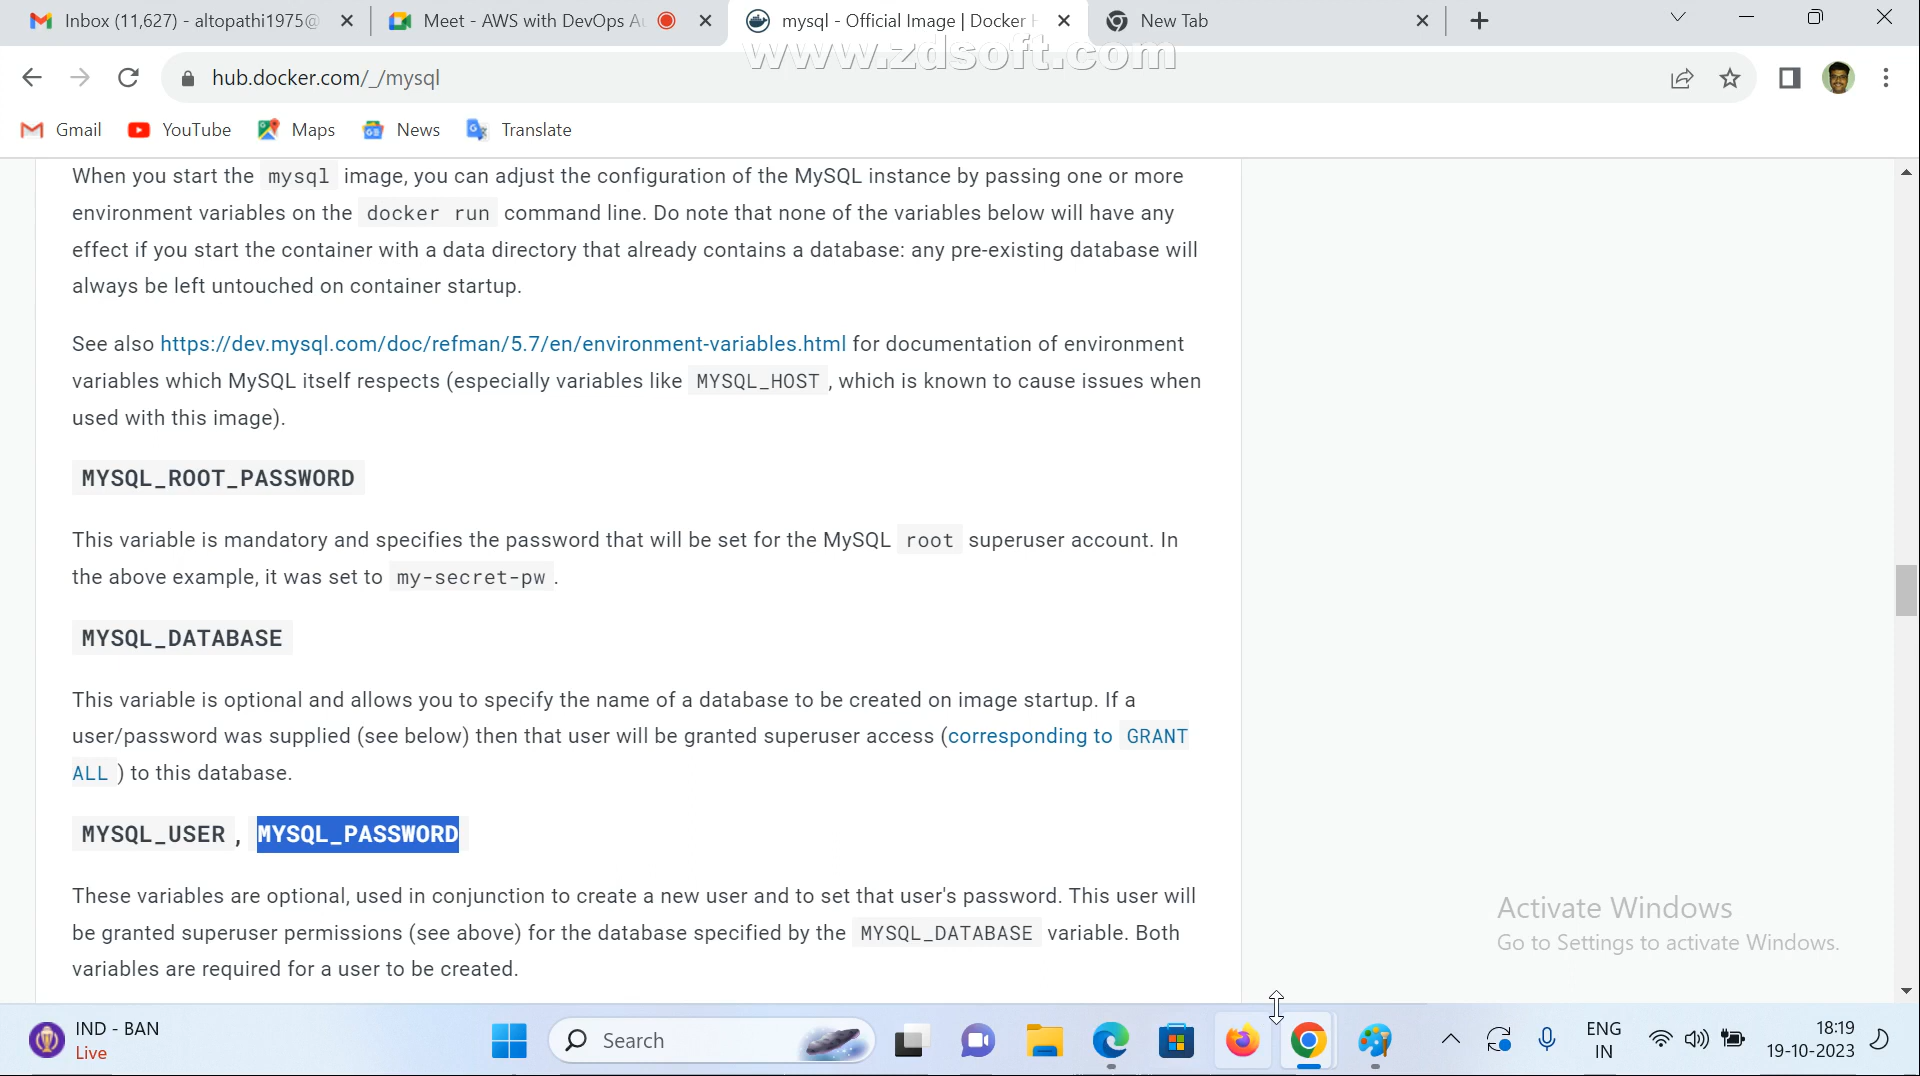 Inbox (11,627) - altopathi1975@
Meet - AWS with DevOps Au
mysql - Official Image | Docker H
New Tab
www.zdsoft.com
hub.docker.com/_/mysql
Gmail
YouTube
Maps
News
Translate
When you start the mysql image, you can adjust the configuration of the MySQL instance by passing one or more
environment variables on the docker run command line. Do note that none of the variables below will have any
effect if you start the container with a data directory that already contains a database: any pre-existing database will
always be left untouched on container startup.
See also https://dev.mysql.com/doc/refman/5.7/en/environment-variables.html for documentation of environment
variables which MySQL itself respects (especially variables like MYSQL_HOST , which is known to cause issues when
used with this image).
MYSQL_ROOT_PASSWORD
This variable is mandatory and specifies the password that will be set for the MySQL root superuser account. In
the above example, it was set to my-secret-pw .
MYSQL_DATABASE
This variable is optional and allows you to specify the name of a database to be created on image startup. If a
user/password was supplied (see below) then that user will be granted superuser access (corresponding to GRANT
ALL ) to this database.
MYSQL_USER , MYSQL_PASSWORD
These variables are optional, used in conjunction to create a new user and to set that user's password. This user will
be granted superuser permissions (see above) for the database specified by the MYSQL_DATABASE variable. Both
variables are required for a user to be created.
Activate Windows
Go to Settings to activate Windows.
IND - BAN
Live
Search
ENG
IN
18:19
19-10-2023